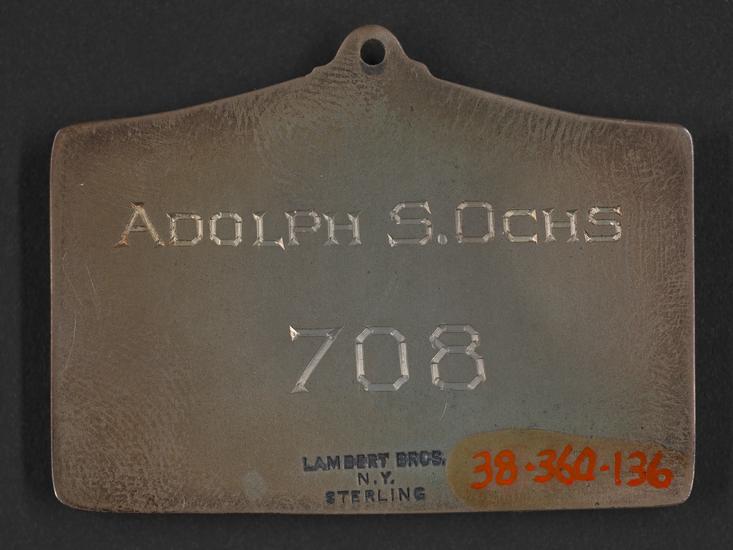 ADOLPH S. OCHS
708
LAMBERT BROS.
N.Y.
STERLING
38·360·136